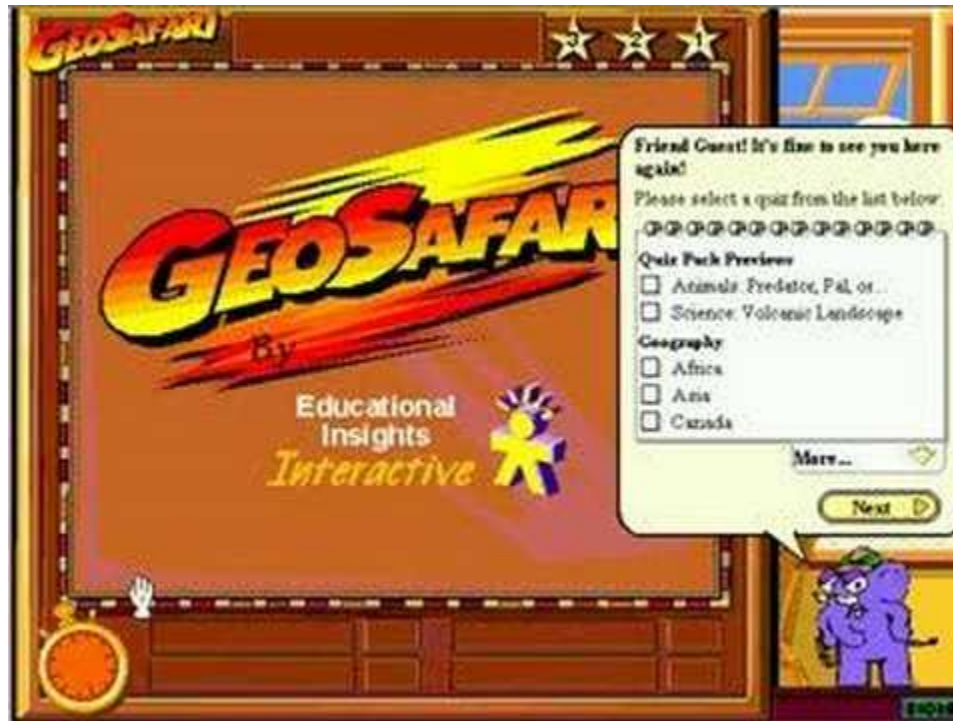 GEOSAFARI
3 2 1
GEOSAFARI
By
Educational
Insights
Interactive
Friend Guest! It's fine to see you here
again!
Please select a quiz from the list below:
Quiz Pack Previews
Animals: Predator, Pal, or...
Science: Volcanic Landscape
Geography
Africa
Asia
Canada
More...
Next